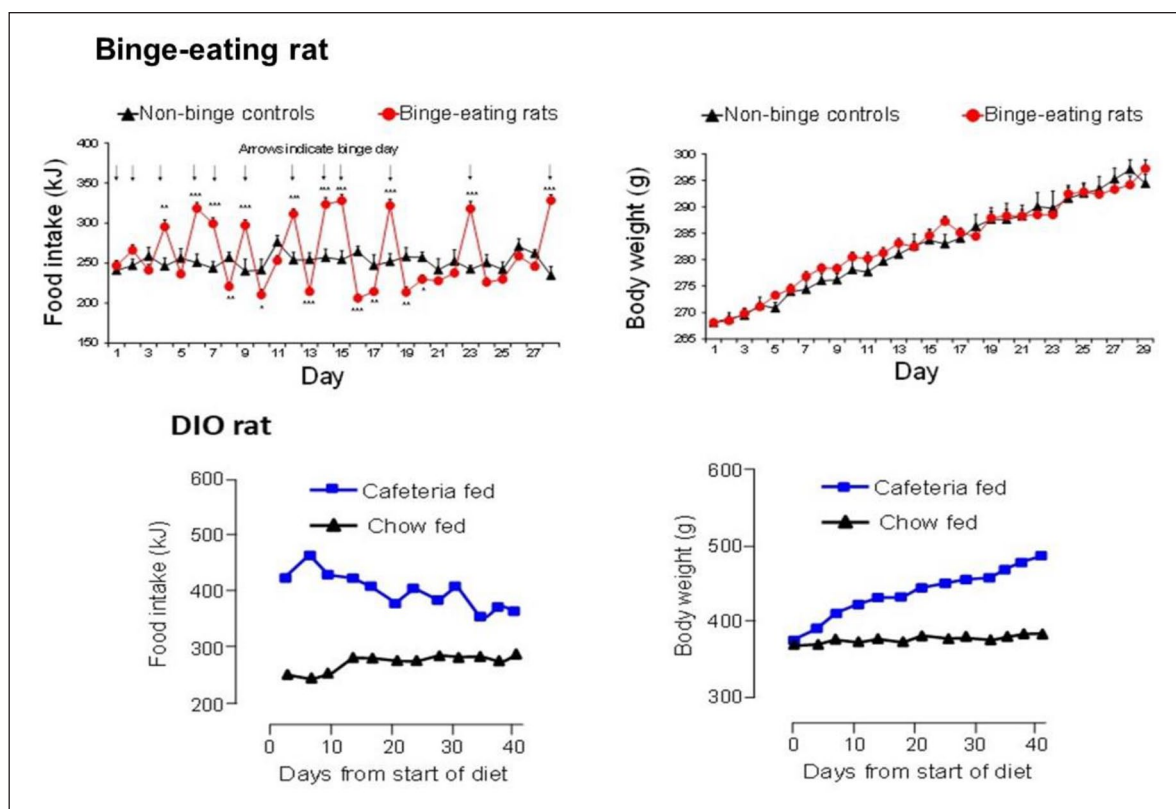 Binge-eating rat
Non-binge controls
Binge-eating rats
Arrows indicate binge day
Food intake (kJ)
400
350
300
250
200
150
^^
^^^
^^^
^^^
^^^
^^^
^^^
^^^
^^^
^^^
^^
*
^^^
^^^
^^
^^
*
1 3 5 7 9 11 13 15 17 19 21 23 25 27
Day
Non-binge controls
Binge-eating rats
Body weight (g)
300
295
290
285
280
275
270
265
1 3 5 7 9 11 13 15 17 19 21 23 25 27 29
Day
DIO rat
Cafeteria fed
Chow fed
Food intake (kJ)
600
500
400
300
200
0 10 20 30 40
Days from start of diet
Cafeteria fed
Chow fed
Body weight (g)
600
500
400
300
0 10 20 30 40
Days from start of diet